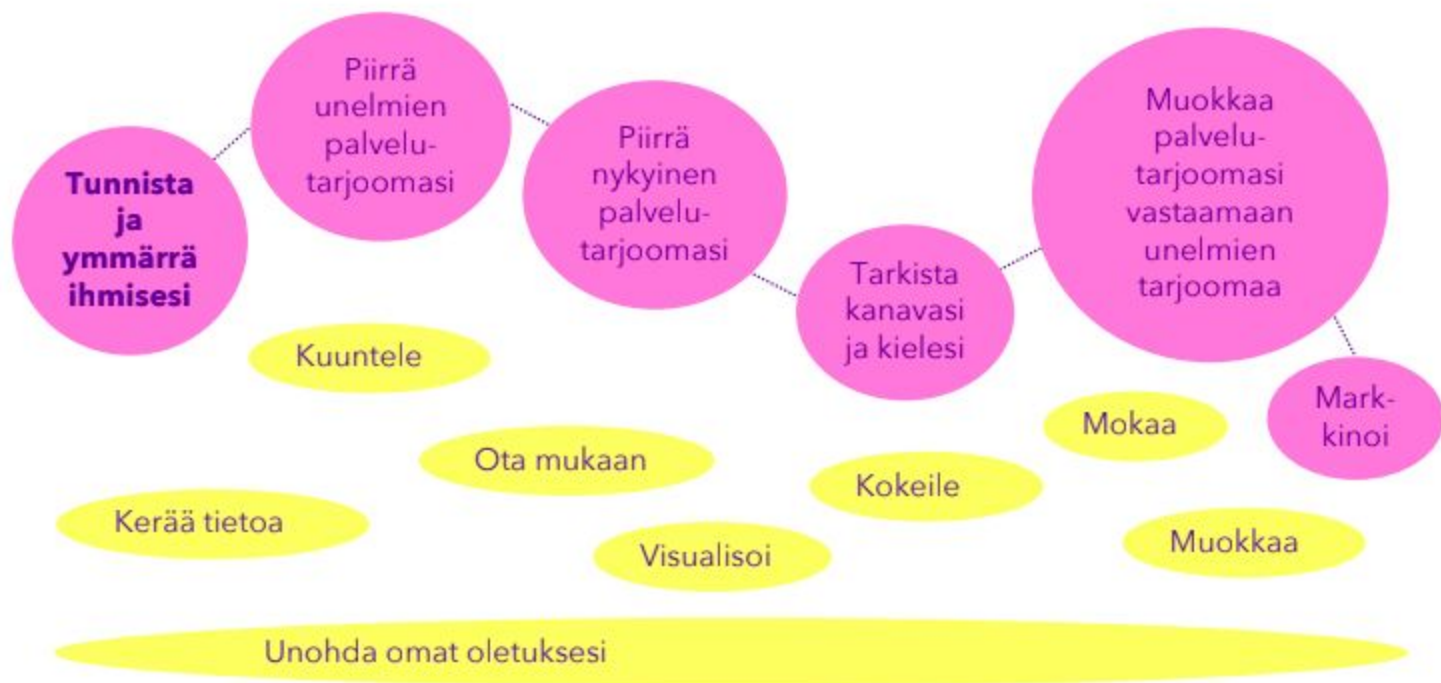 Tunnista
ja
ymmärrä
ihmisesi
Piirrä
unelmien
palvelu-
tarjoomasi
Piirrä
nykyinen
palvelu-
tarjoomasi
Tarkista
kanavasi
ja kielesi
Muokkaa
palvelu-
tarjoomasi
vastaamaan
unelmien
tarjoomaa
Mark-
kinoi
Kuuntele
Ota mukaan
Kerää tietoa
Visualisoi
Kokeile
Mokaa
Muokkaa
Unohda omat oletuksesi